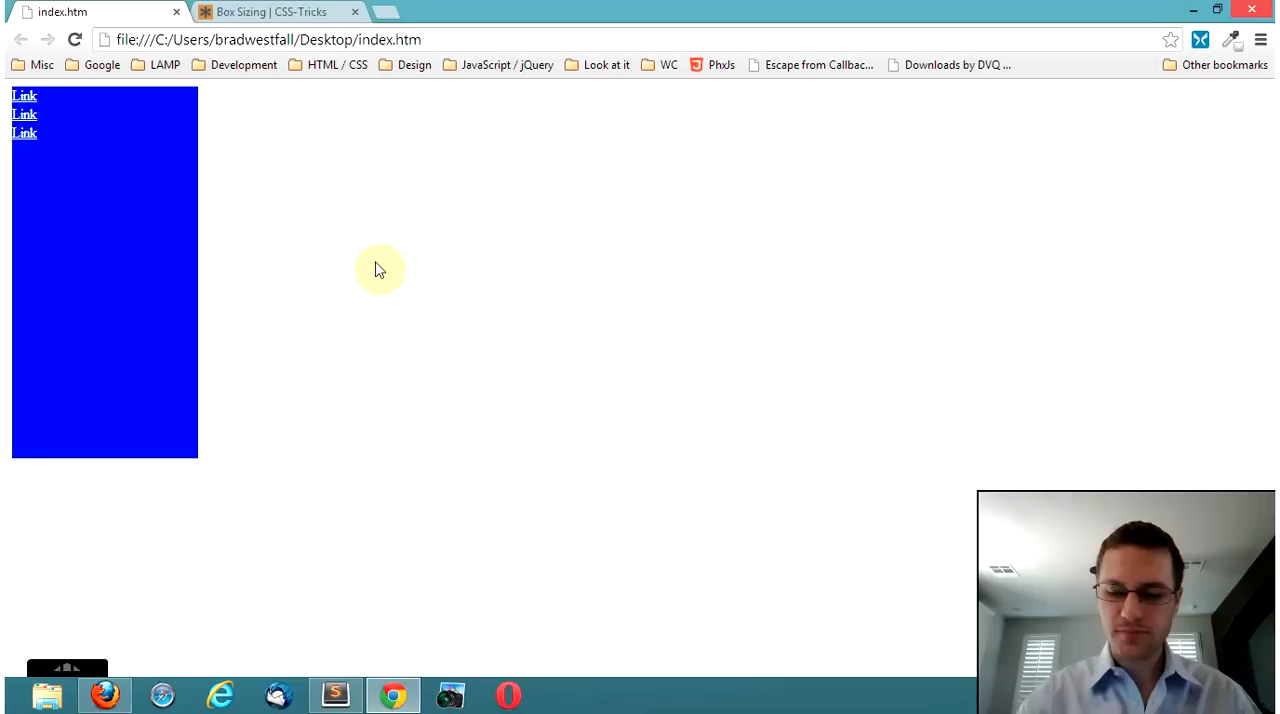 index.htm
Box Sizing | CSS-Tricks
file:///C:/Users/bradwestfall/Desktop/index.htm
Misc Google LAMP Development HTML / CSS Design JavaScript / jQuery Look at it WC PhxJs Escape from Callbac... Downloads by DVQ ... Other bookmarks
Link
Link
Link